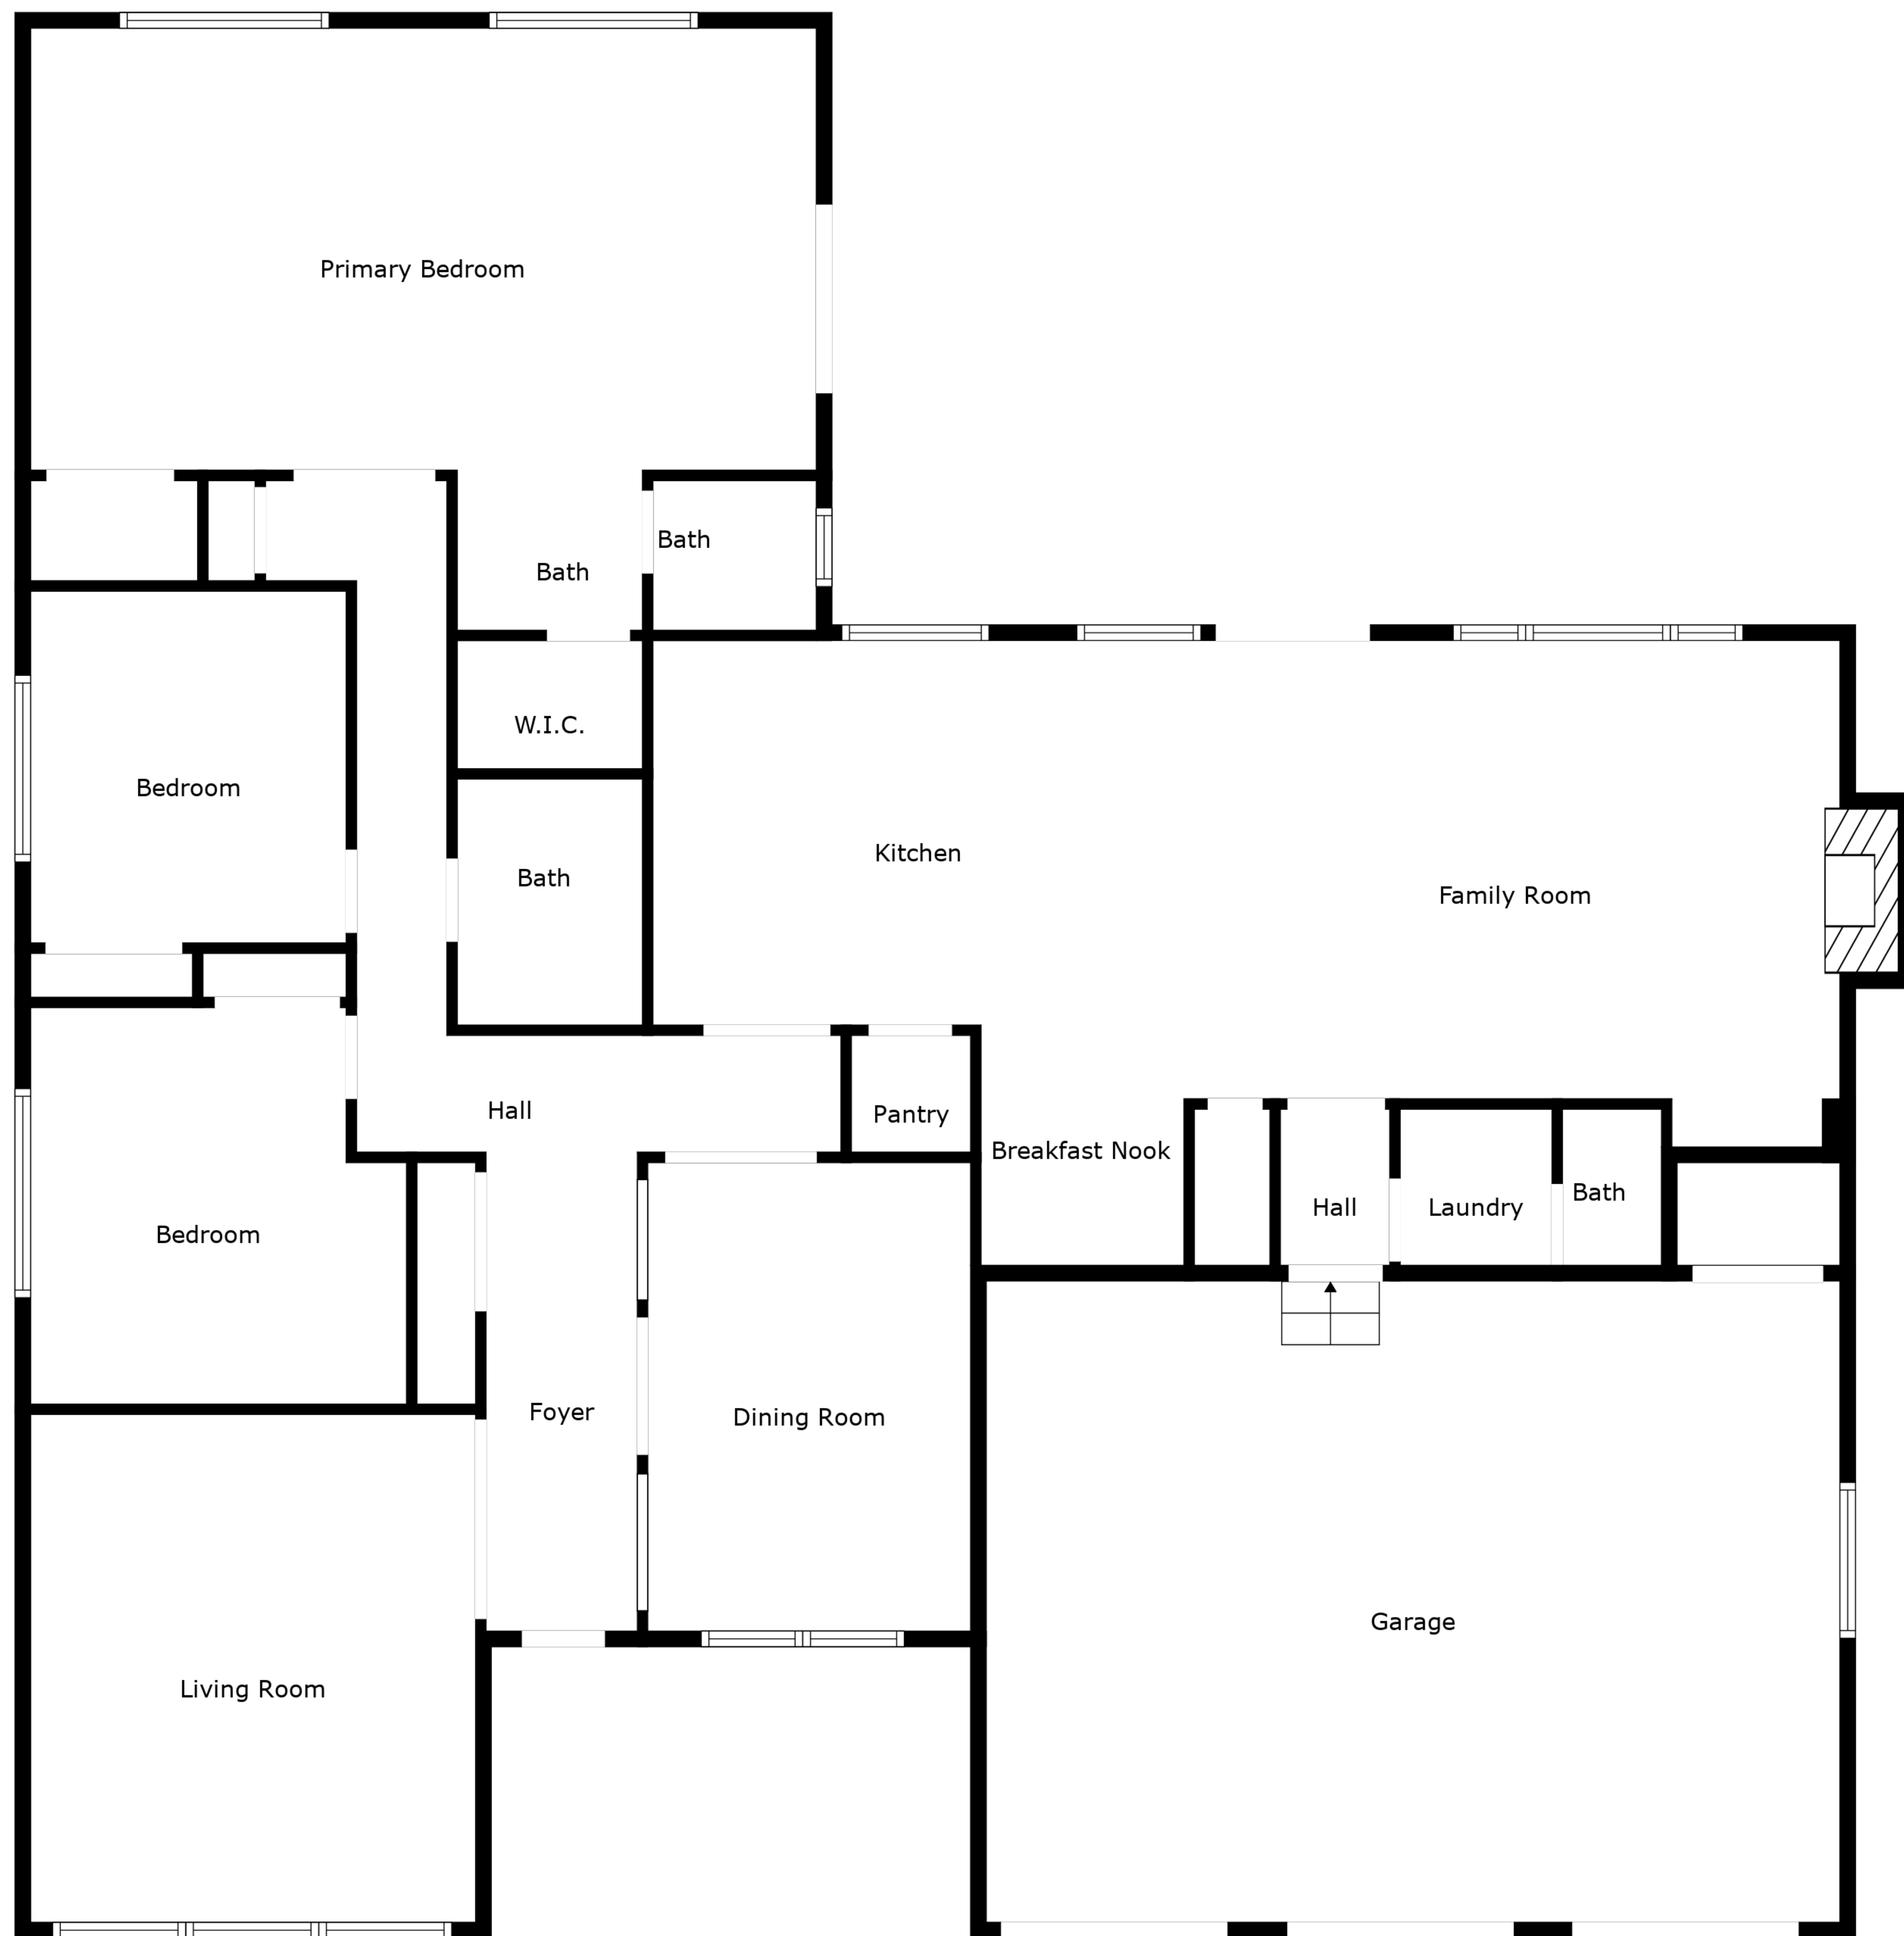 Primary Bedroom
Bath
Bath
W.I.C.
Bedroom
Kitchen
Bath
Family Room
Hall
Pantry
Breakfast Nook
Bath
Hall
Laundry
Bedroom
Foyer
Dining Room
Garage
Living Room